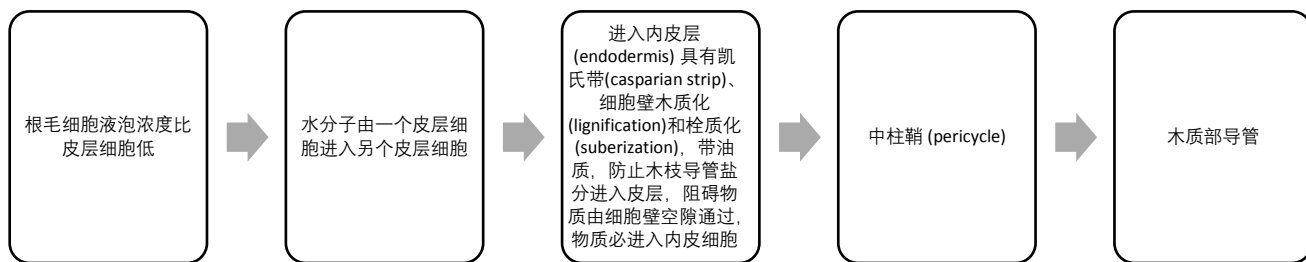 根毛细胞液泡浓度比
皮层细胞低
水分子由一个皮层细
胞进入另个皮层细胞
进入内皮层
(endodermis) 具有凯
氏带(casparian strip)、
细胞壁木质化
(lignification)和栓质化
(suberization)，带油
质，防止木枝导管盐
分进入皮层，阻碍物
质由细胞壁空隙通过，
物质必进入内皮细胞
中柱鞘 (pericycle)
木质部导管